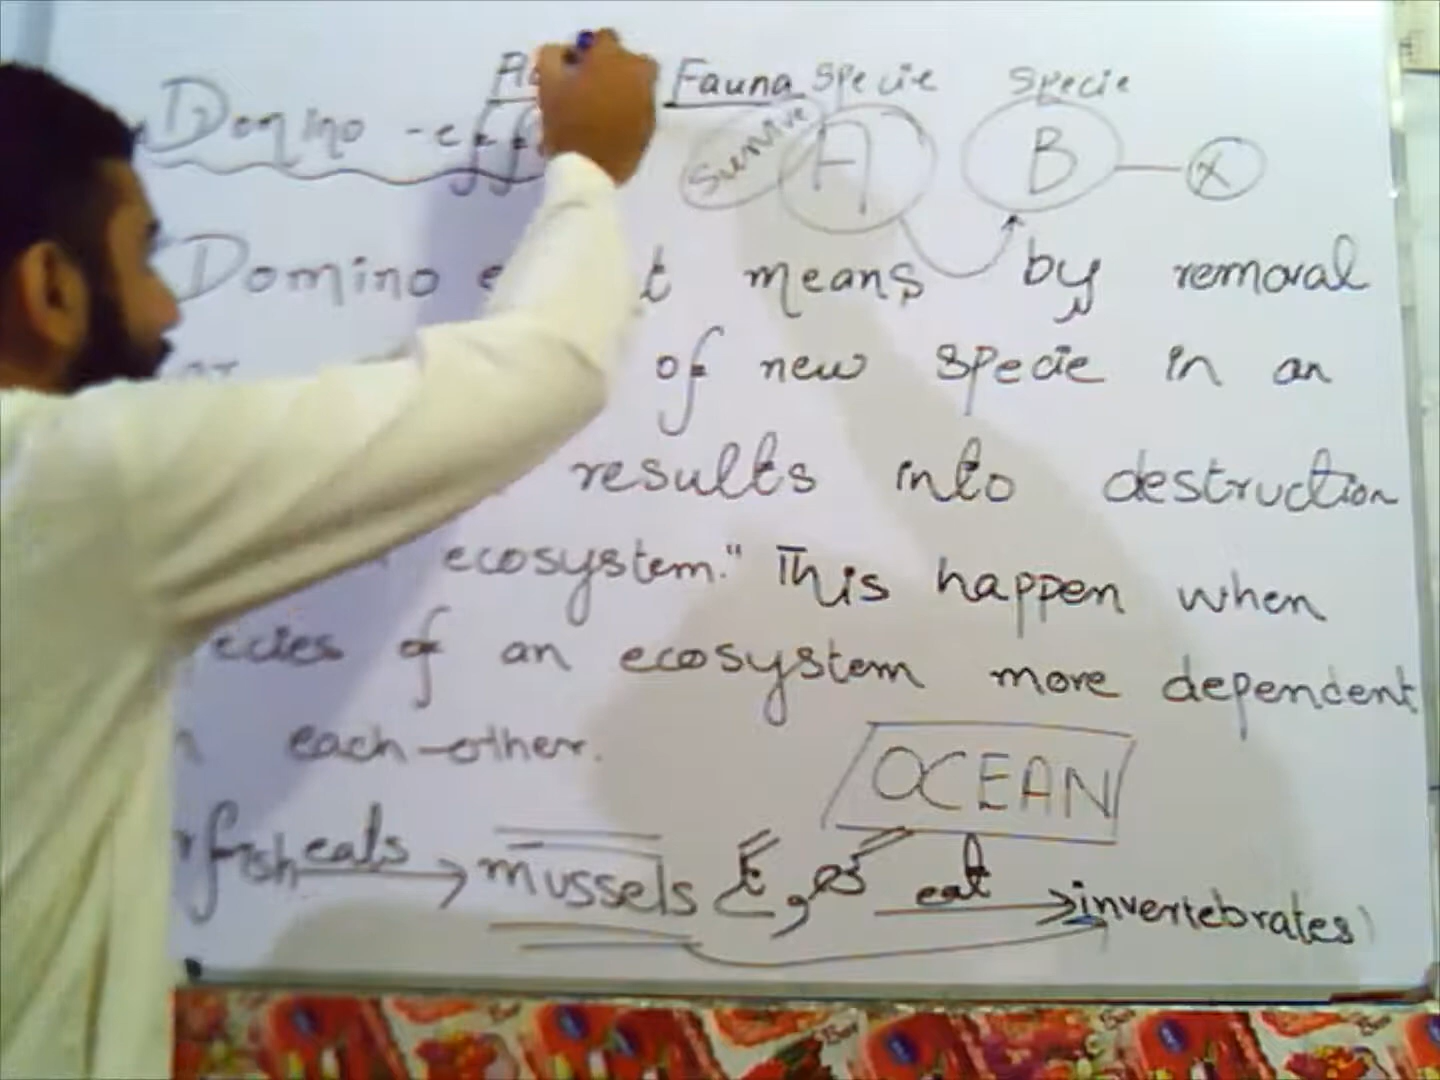 Fauna Specie Specie
Domino -eff
Survive A B X
Domino t means by removal
of new specie in an
results into destruction
ecosystem." This happen when
ecies of an ecosystem more dependent
each-other.
OCEAN
fish eats mussels eat invertebrates